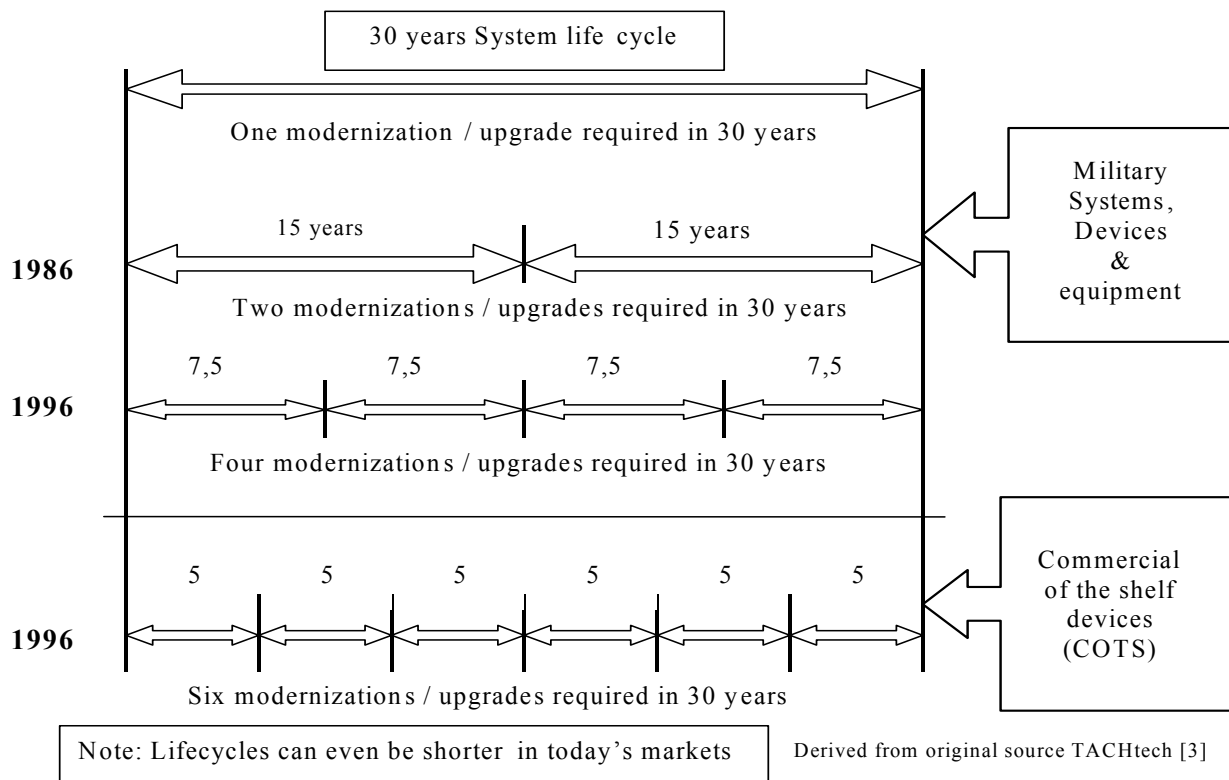 30 years System life cycle
One modernization / upgrade required in 30 years
Military
Systems,
Devices
&
equipment
15 years
15 years
1986
Two modernizations / upgrades required in 30 years
7,5
7,5
7,5
7,5
1996
Four modernizations / upgrades required in 30 years
Commercial
of the shelf
devices
(COTS)
5
5
5
5
5
5
1996
Six modernizations / upgrades required in 30 years
Note: Lifecycles can even be shorter in today’s markets
Derived from original source TACHtech [3]